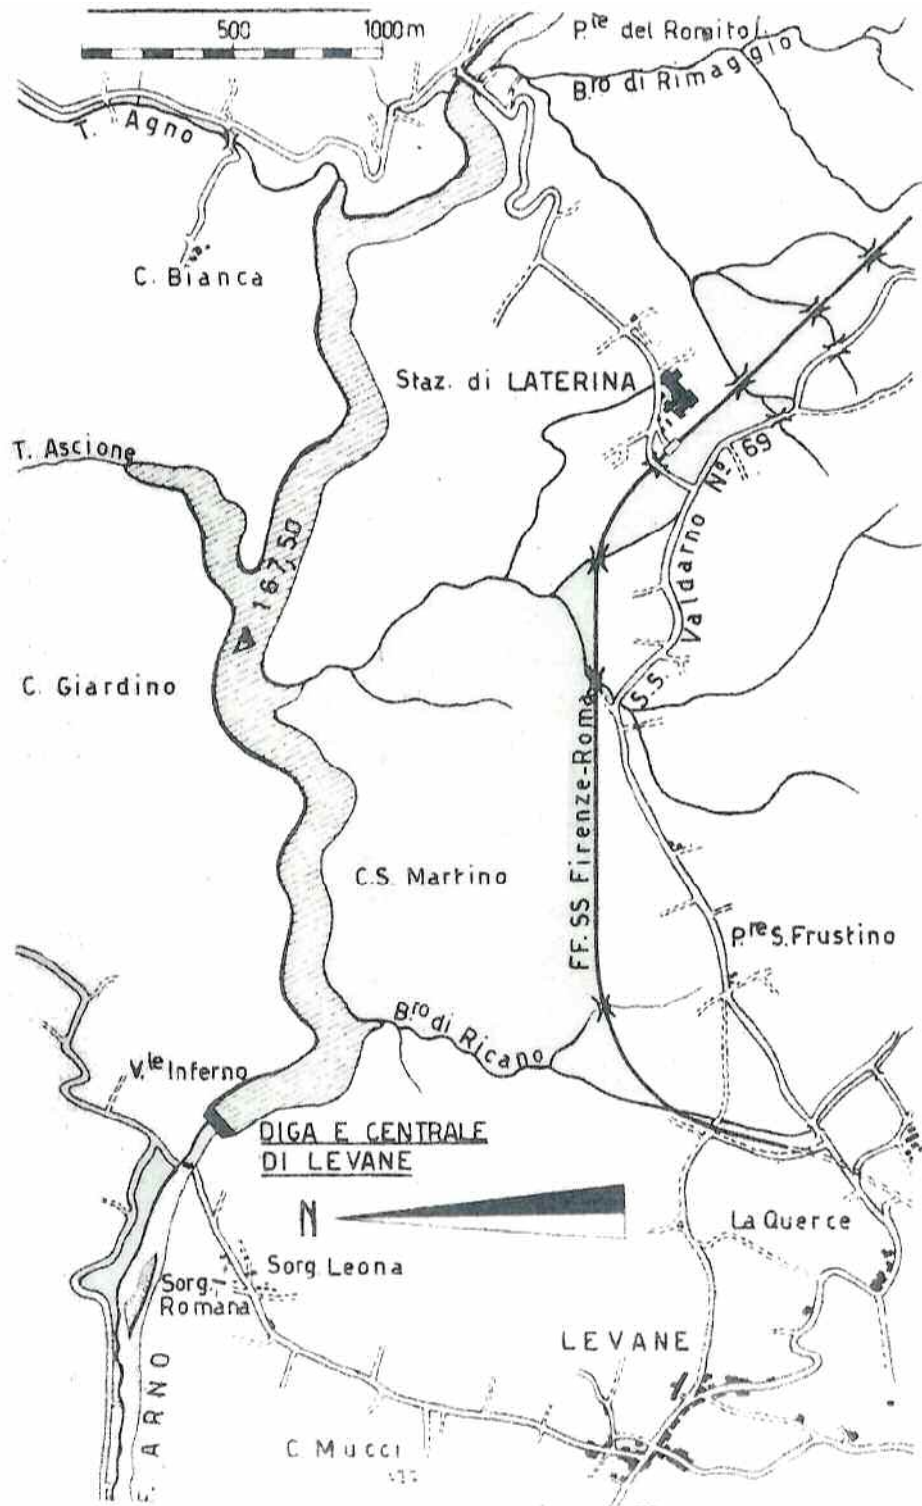 500
1000m
P.te del Romito
B.ro di Rimaggio
T. Agno
C. Bianca
Staz. di LATERINA
T. Ascione
167,50
S.S. Valdarno N.º 69
C. Giardino
FF.SS Firenze-Roma
C.S. Martino
P.re S. Frustino
B.ro di Ricano
V.le Inferno
DIGA E CENTRALE
DI LEVANE
N
La Querce
Sorg. Leona
Sorg.
Romana
LEVANE
F. ARNO
C. Mucci